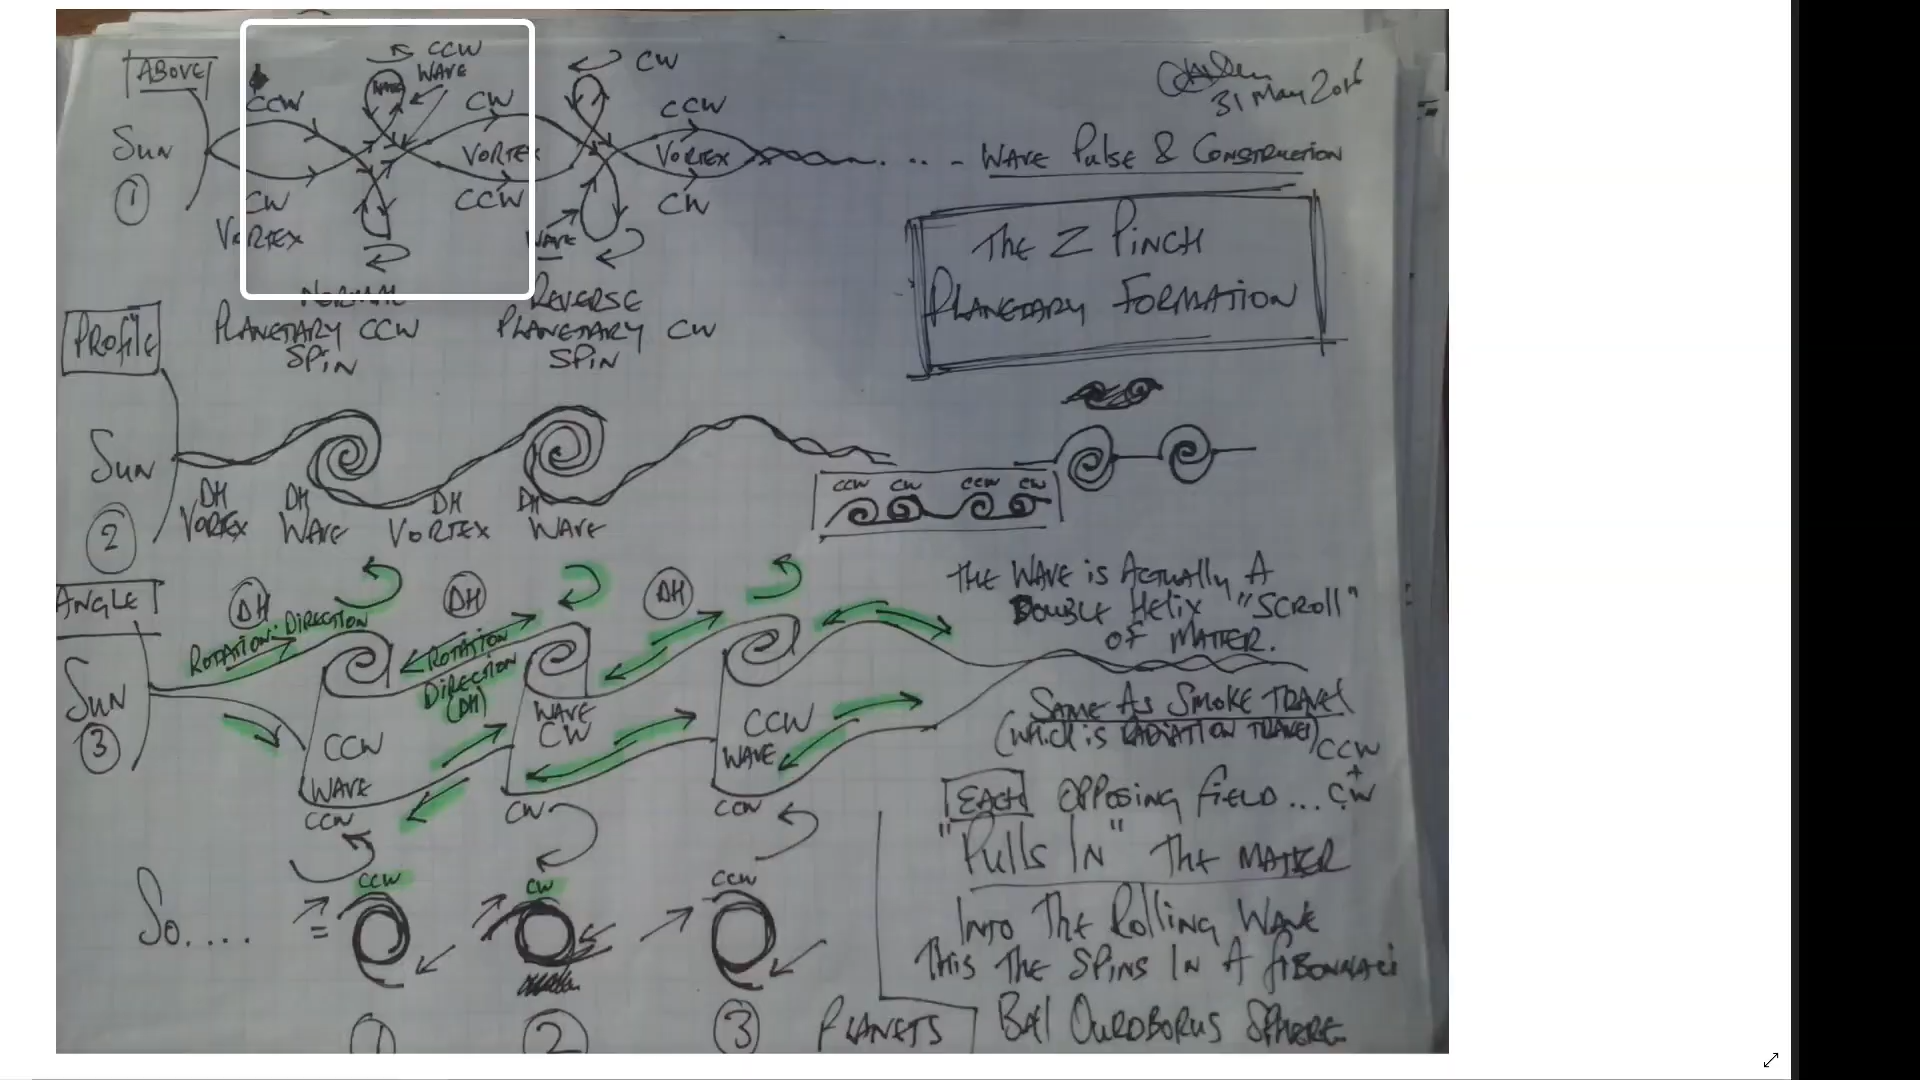 ABOVE
SUN
1
CCW
CW
VORTEX
CCW
WAVE
CW
VORTEX
CCW
CW
WAVE
CCW
VORTEX
CW
31 May 2016
... - WAVE PULSE & CONSTRUCTION
NORMAL
PLANETARY CCW
SPIN
REVERSE
PLANETARY CW
SPIN
THE Z PINCH
PLANETARY FORMATION
PROFILE
SUN
2
DH
VORTEX
DH
WAVE
DH
VORTEX
DH
WAVE
CCW CW CCW CW
ANGLE
SUN
3
DH
ROTATION DIRECTION
DH
ROTATION
DIRECTION
(DH)
DH
CCW
WAVE
CCW
WAVE
CW
CW
CCW
WAVE
CCW
THE WAVE IS ACTUALLY A
DOUBLE HELIX "SCROLL"
OF MATTER.
SAME AS SMOKE TRAVEL
(WHICH IS RADIATION TRAVEL)
CCW
+
EACH OPPOSING FIELD... CW
"PULLS IN" THE MATTER
INTO THE ROLLING WAVE
THIS THE SPINS IN A FIBONNACI
BALL OUROBORUS SPHERE
SO....
=
CCW
CW
CCW
1
2
3
PLANETS